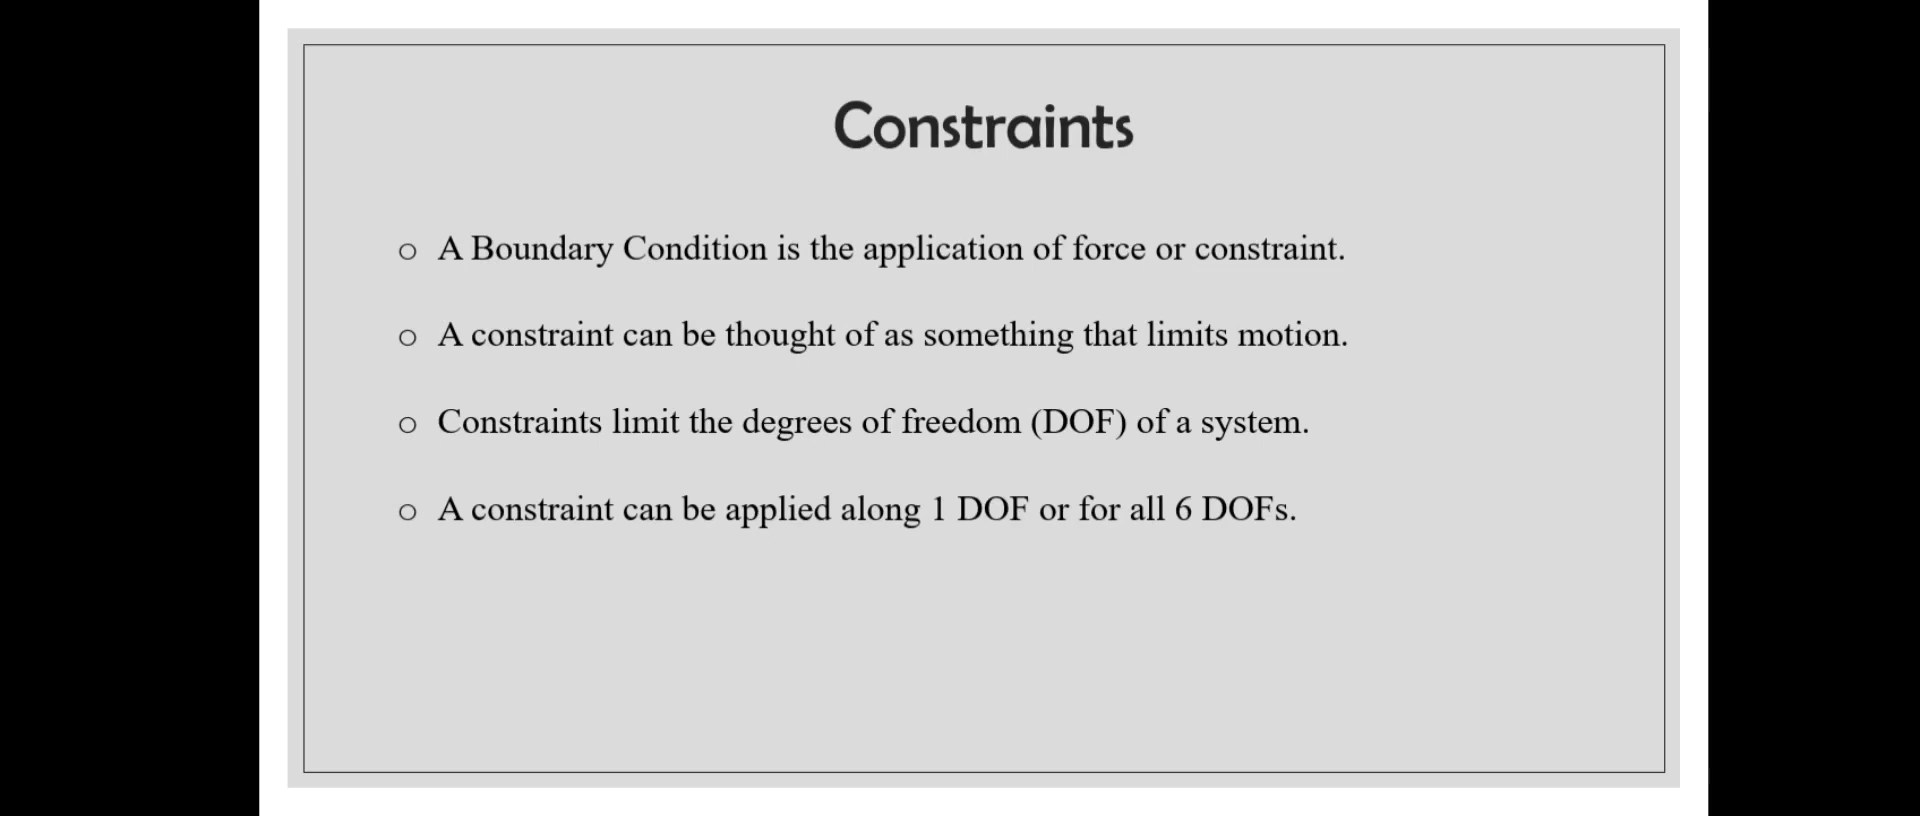 Constraints
○ A Boundary Condition is the application of force or constraint.
○ A constraint can be thought of as something that limits motion.
○ Constraints limit the degrees of freedom (DOF) of a system.
○ A constraint can be applied along 1 DOF or for all 6 DOFs.